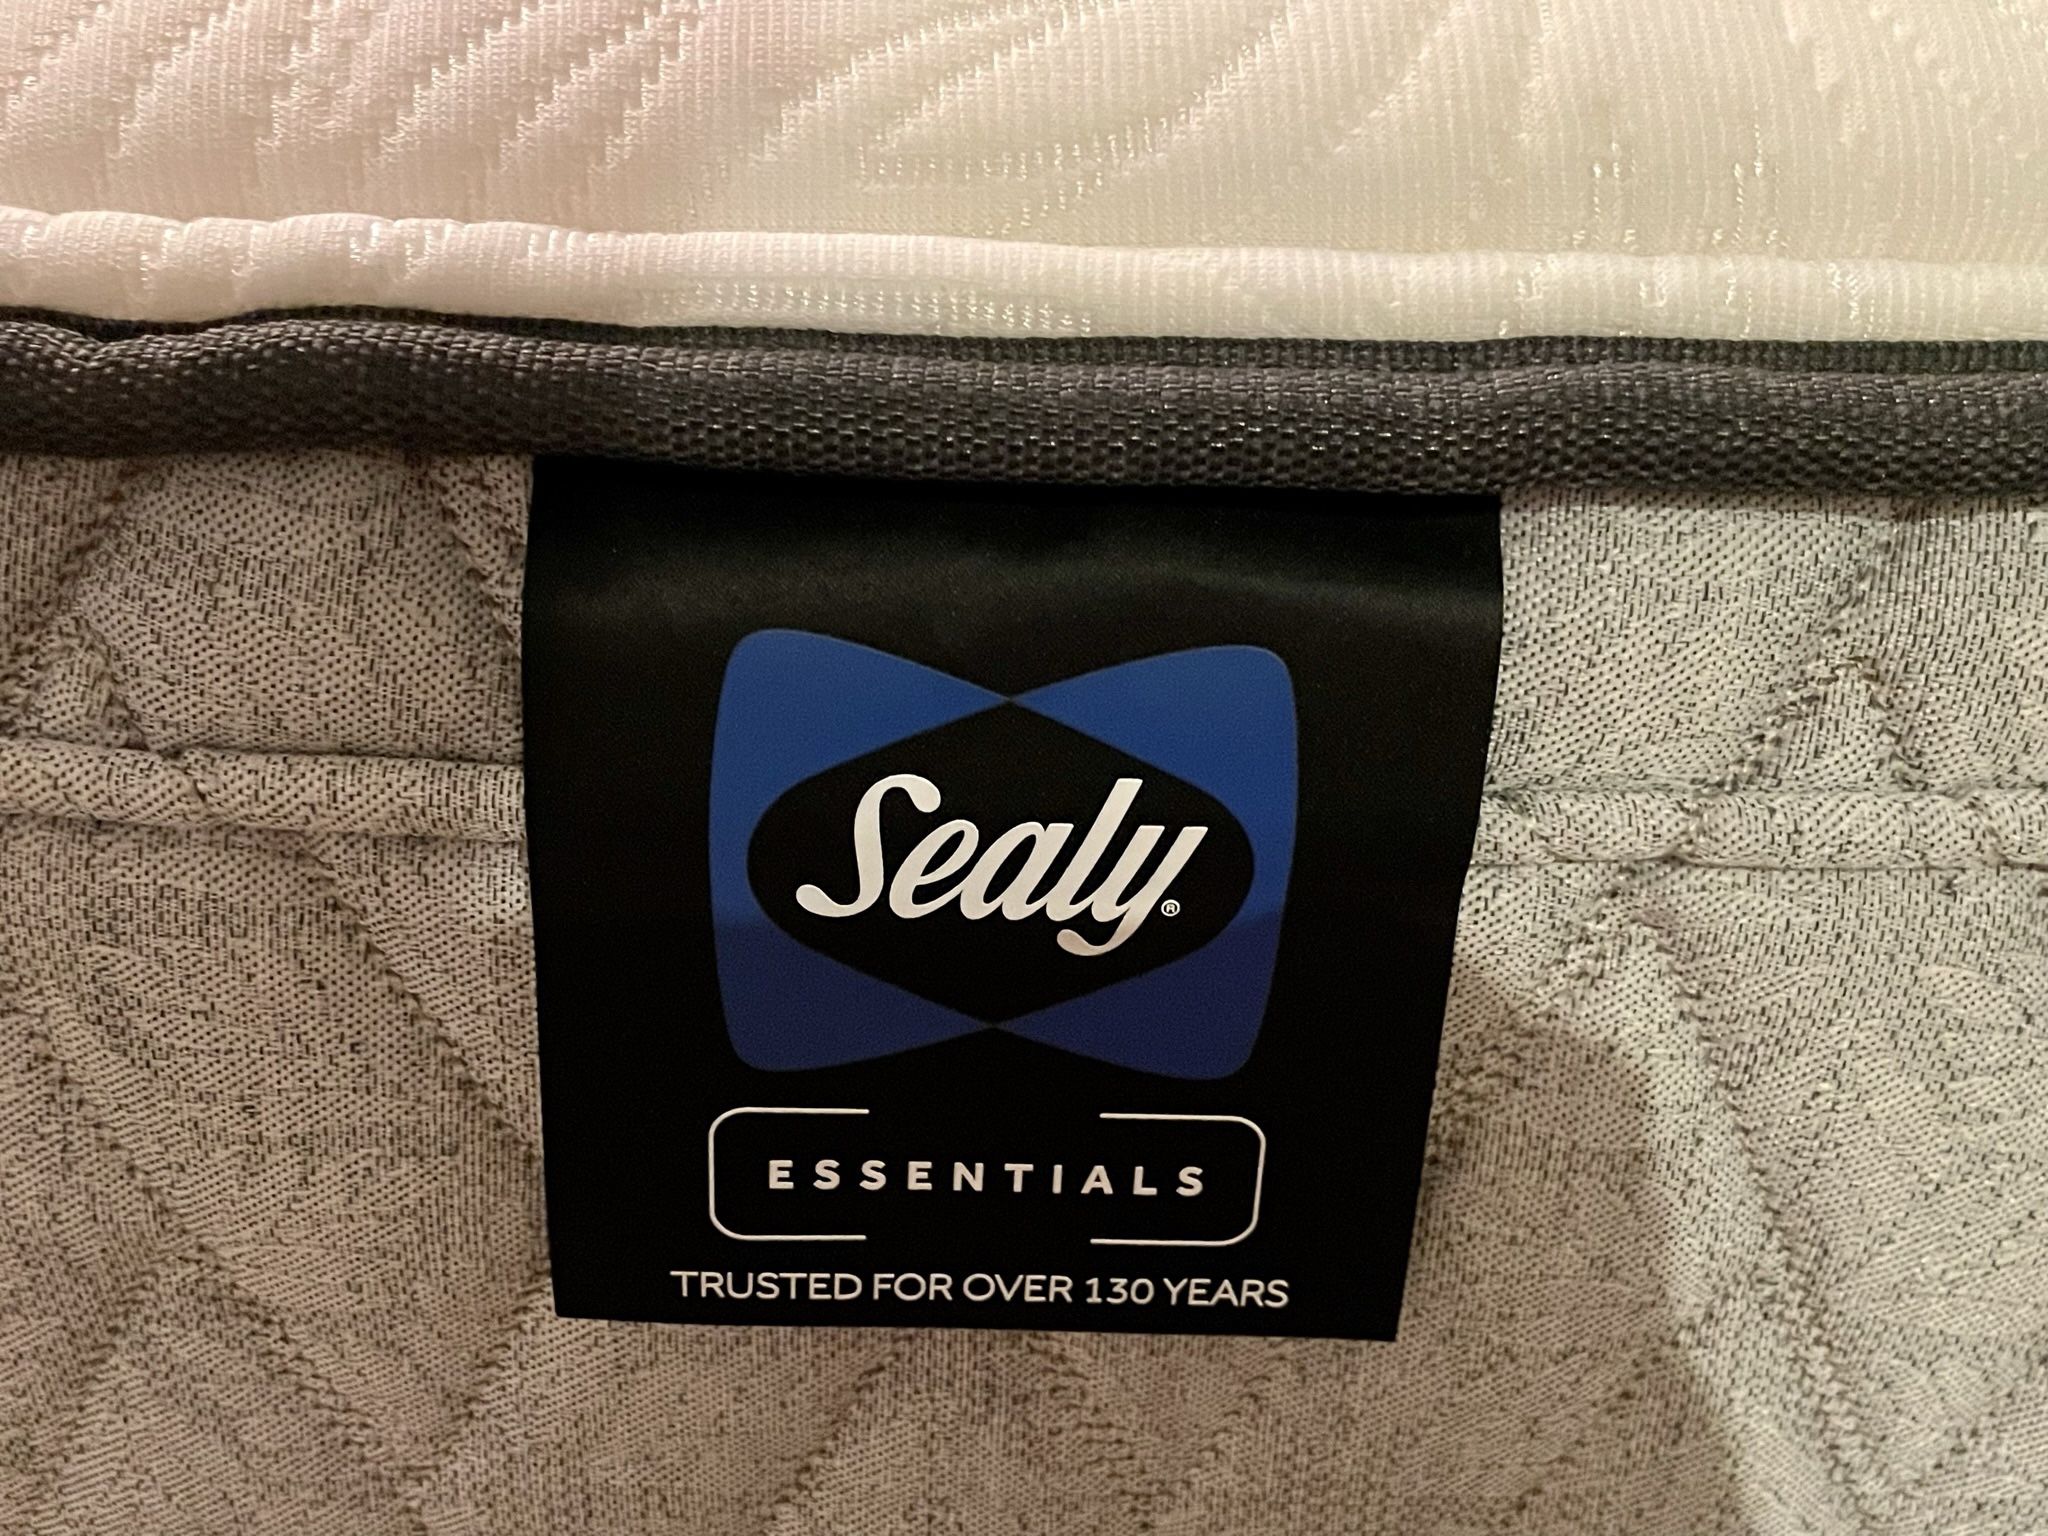 Sealy®
ESSENTIALS
TRUSTED FOR OVER 130 YEARS